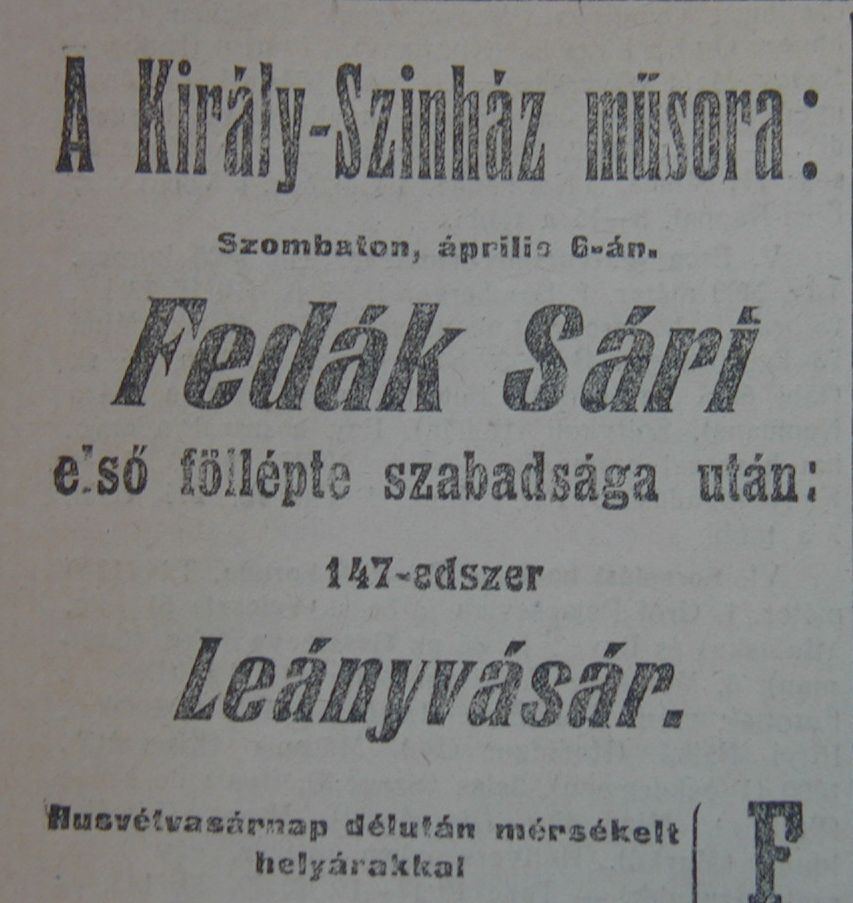 A Király-Szinház műsora:
Szombaton, április 6-án.
Fedák Sári
első föllépte szabadsága után:
147-edszer
Leányvásár.
Husvétvasárnap délután mérsékelt
helyárakkal
F